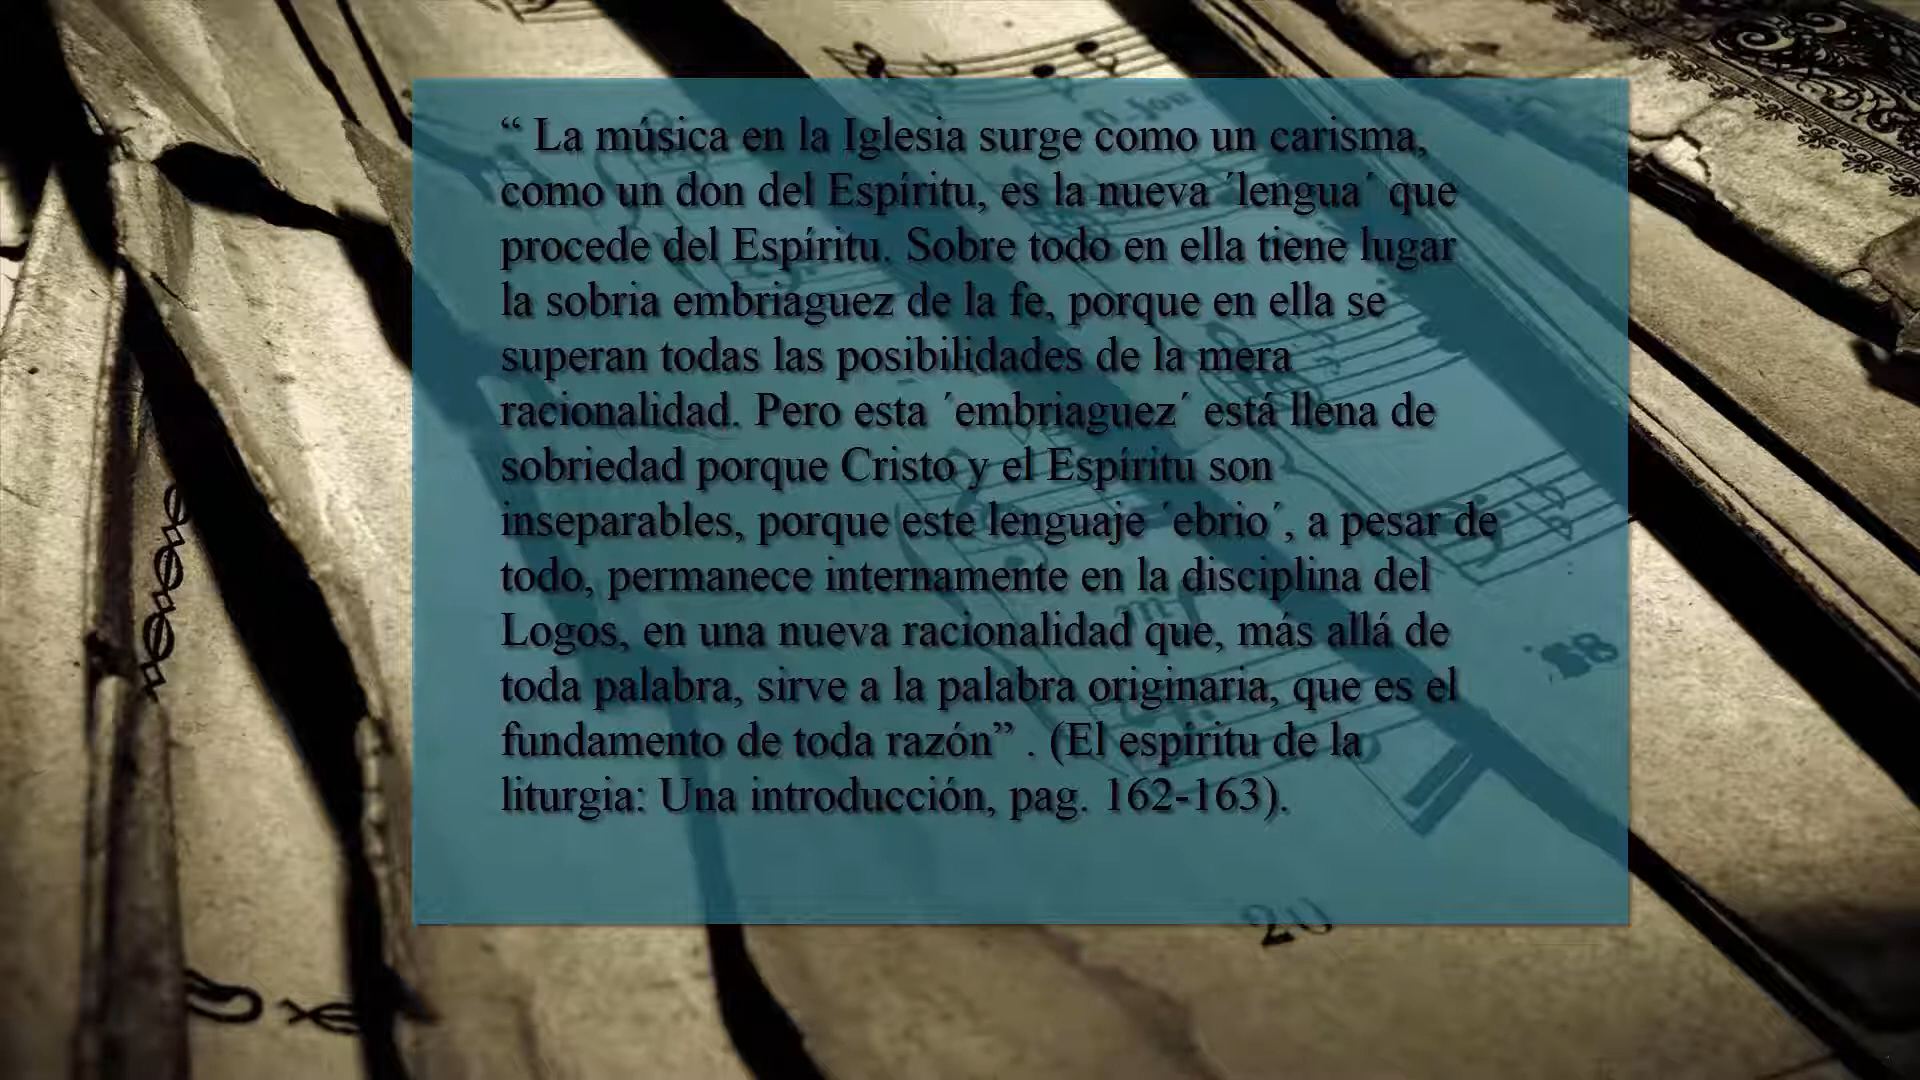 “ La música en la Iglesia surge como un carisma,
como un don del Espíritu, es la nueva ´lengua´ que
procede del Espíritu. Sobre todo en ella tiene lugar
la sobria embriaguez de la fe, porque en ella se
superan todas las posibilidades de la mera
racionalidad. Pero esta ´embriaguez´ está llena de
sobriedad porque Cristo y el Espíritu son
inseparables, porque este lenguaje ´ebrio´, a pesar de
todo, permanece internamente en la disciplina del
Logos, en una nueva racionalidad que, más allá de
toda palabra, sirve a la palabra originaria, que es el
fundamento de toda razón” . (El espíritu de la
liturgia: Una introducción, pag. 162-163).
20